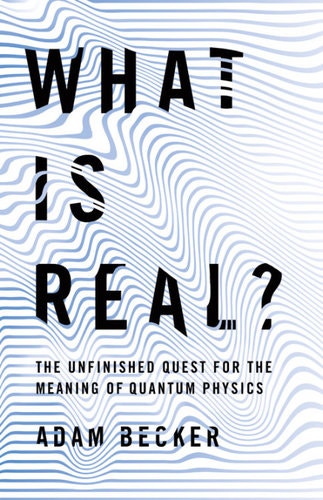 WHAT
IS
REAL?
THE UNFINISHED QUEST FOR THE
MEANING OF QUANTUM PHYSICS
ADAM BECKER